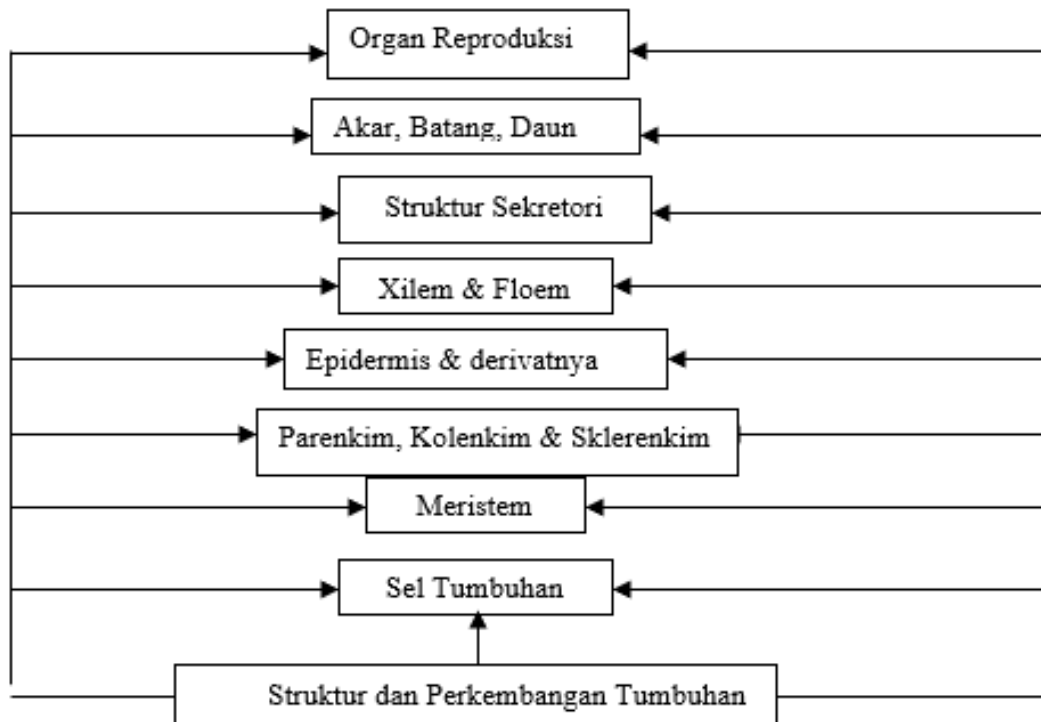 Organ Reproduksi
Akar, Batang, Daun
Struktur Sekretori
Xilem & Floem
Epidermis & derivatnya
Parenkim, Kolenkim & Sklerenkim
Meristem
Sel Tumbuhan
Struktur dan Perkembangan Tumbuhan